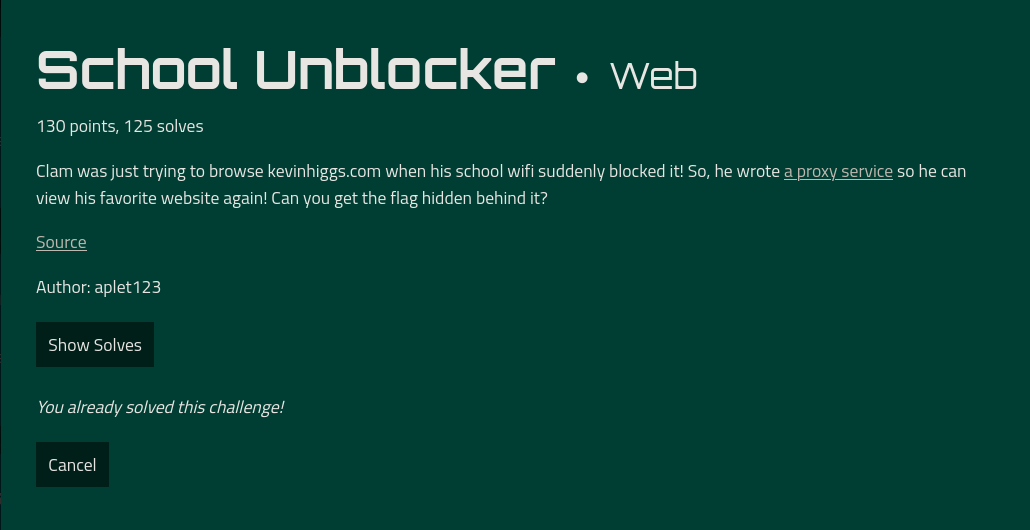 School Unblocker • Web
130 points, 125 solves
Clam was just trying to browse kevinhiggs.com when his school wifi suddenly blocked it! So, he wrote a proxy service so he can
view his favorite website again! Can you get the flag hidden behind it?
Source
Author: aplet123
Show Solves
You already solved this challenge!
Cancel